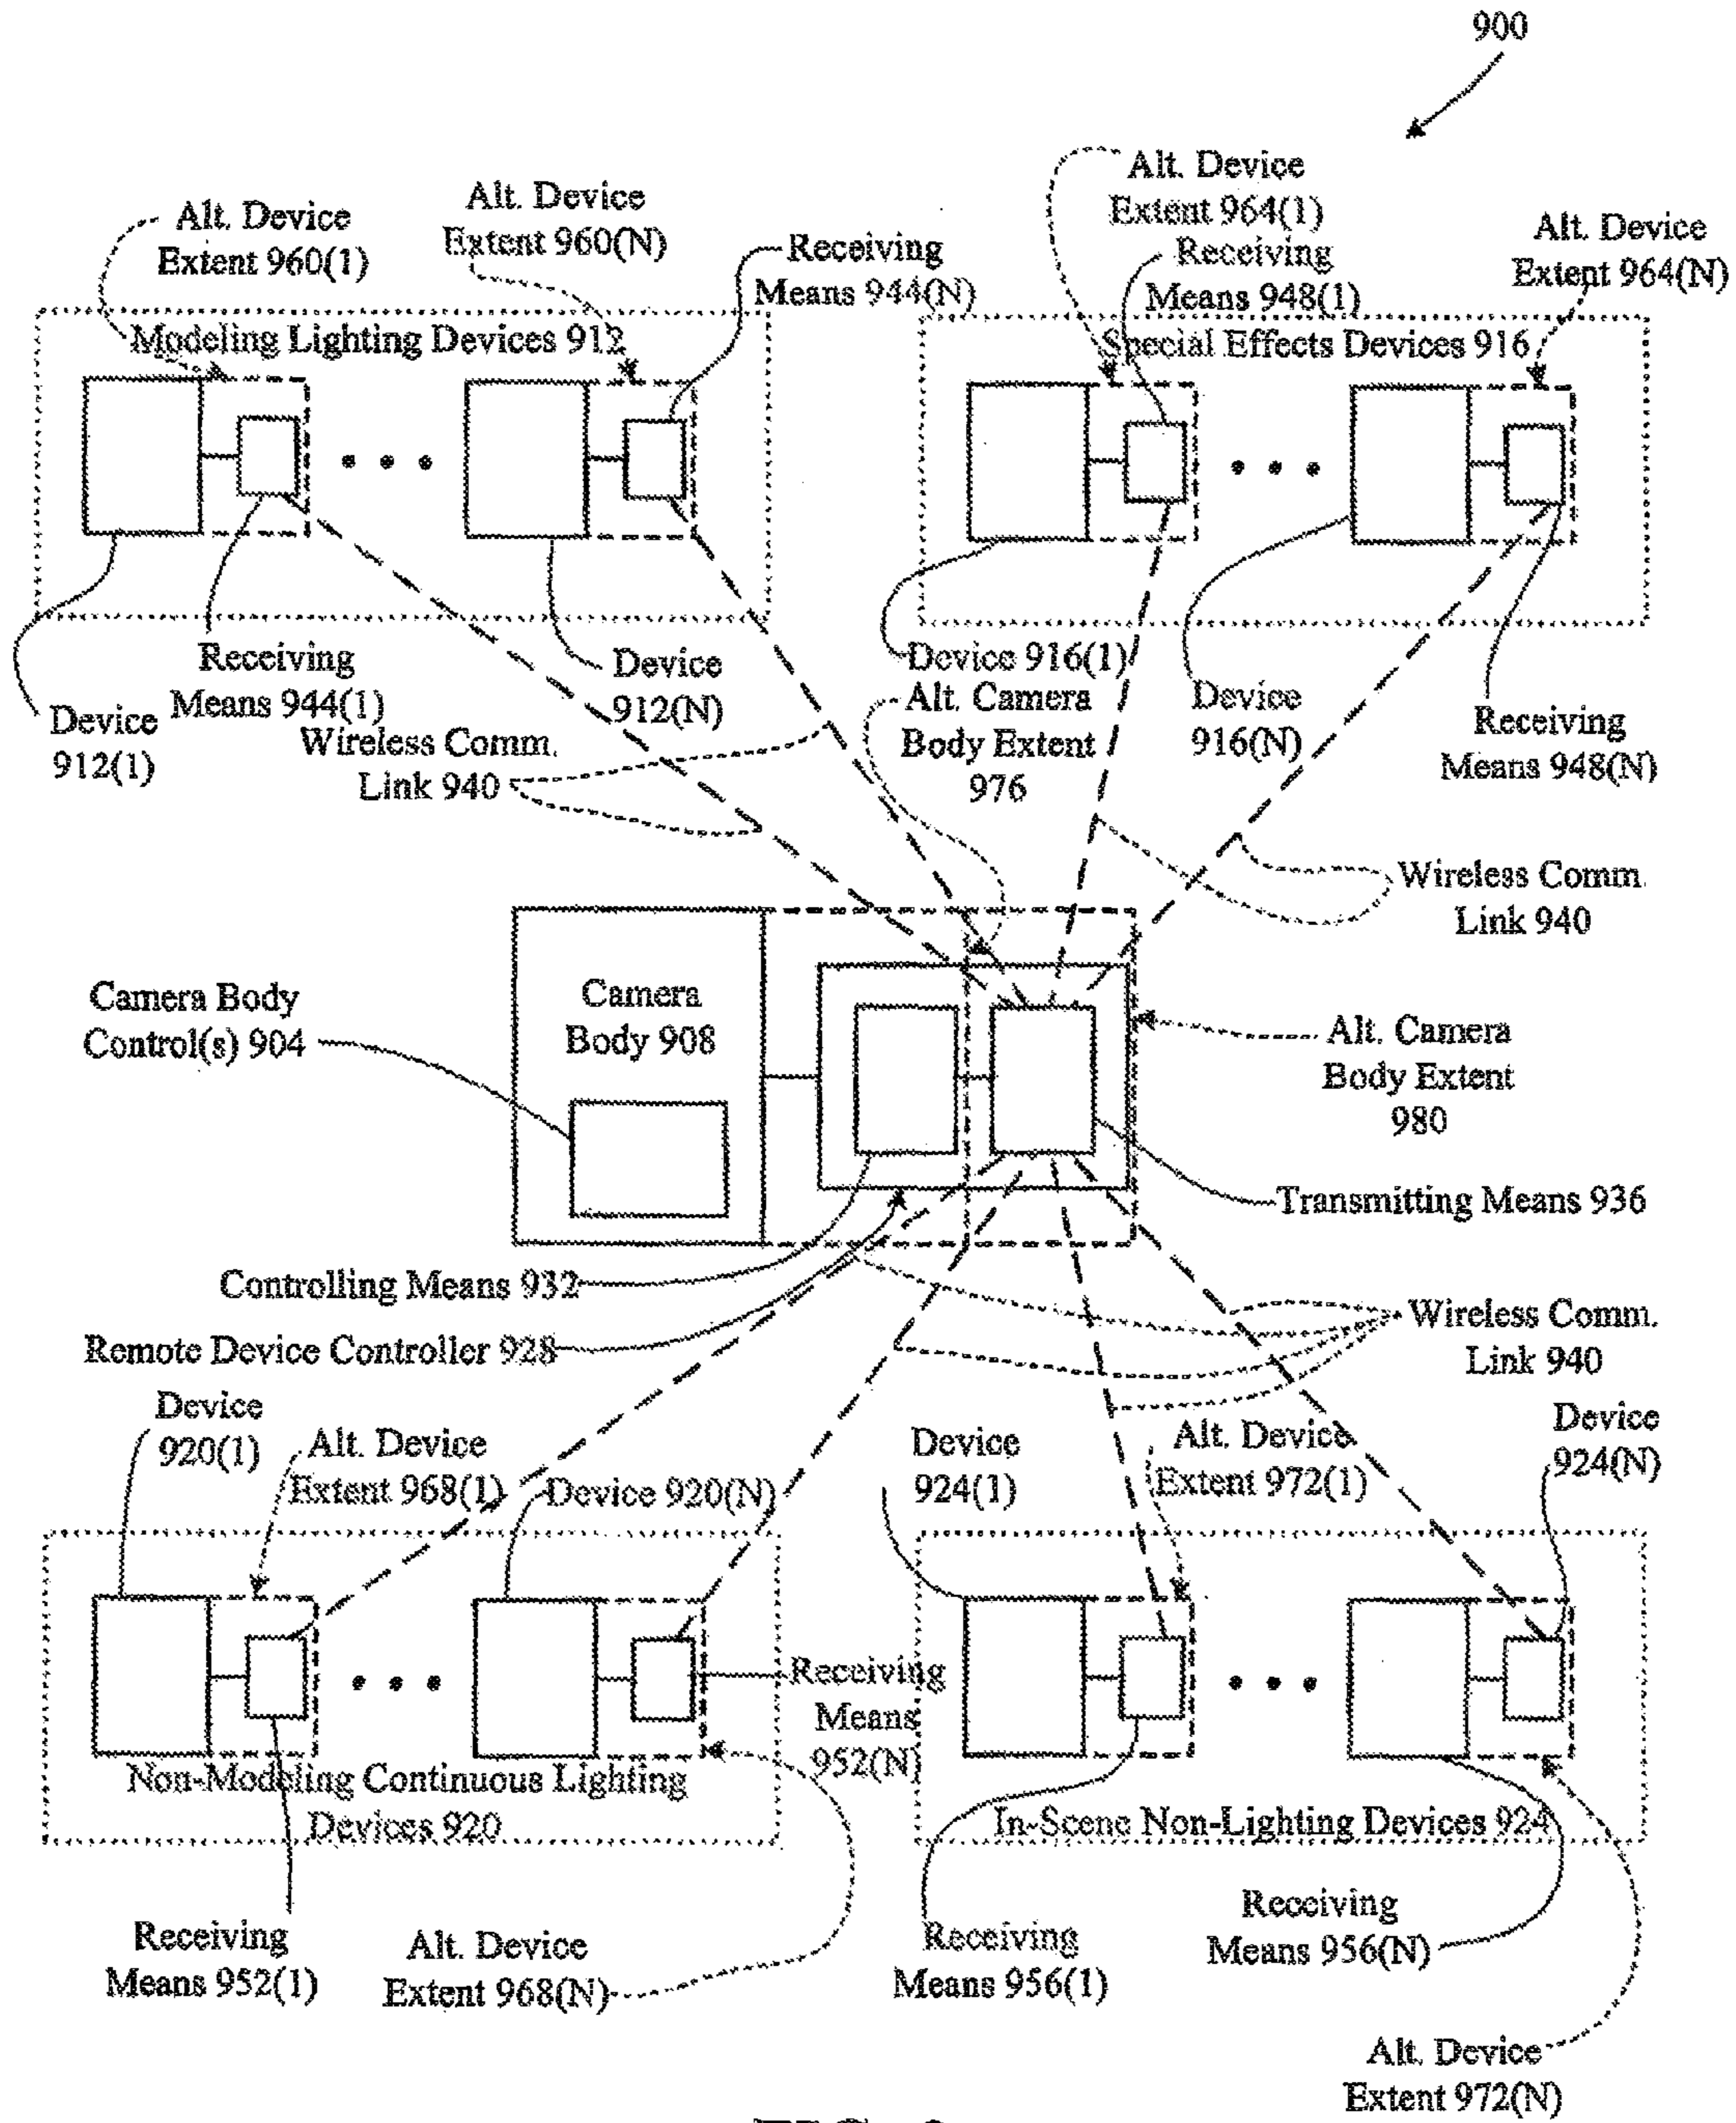 900
Alt. Device
Extent 960(1)
Alt. Device
Extent 960(N)
Receiving
Means 944(N)
Alt. Device
Extent 964(1)
Receiving
Means 948(1)
Alt. Device
Extent 964(N)
Modeling Lighting Devices 912
Special Effects Devices 916
Device
912(1)
Receiving
Means 944(1)
Device
912(N)
Wireless Comm.
Link 940
Device 916(1)
Alt. Camera
Body Extent
976
Device
916(N)
Receiving
Means 948(N)
Wireless Comm.
Link 940
Camera Body
Control(s) 904
Camera
Body 908
Alt. Camera
Body Extent
980
Transmitting Means 936
Controlling Means 932
Remote Device Controller 928
Wireless Comm.
Link 940
Device
920(1)
Alt. Device
Extent 968(1)
Device 920(N)
Device
924(1)
Alt. Device
Extent 972(1)
Device
924(N)
Receiving
Means
952(N)
Non-Modeling Continuous Lighting
Devices 920
In-Scene Non-Lighting Devices 924
Receiving
Means 952(1)
Alt. Device
Extent 968(N)
Receiving
Means 956(1)
Receiving
Means 956(N)
Alt. Device
Extent 972(N)